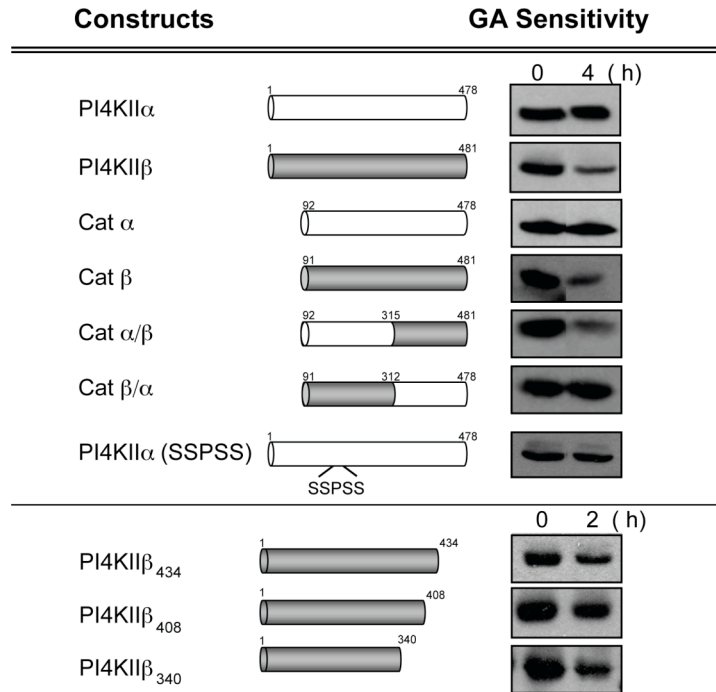 Constructs GA Sensitivity
0 4 ( h)
PI4KIIα 1 478
PI4KIIβ 1 481
Cat α 92 478
Cat β 91 481
Cat α/β 92 315 481
Cat β/α 91 312 478
PI4KIIα (SSPSS) 1 478
SSPSS
0 2 ( h)
PI4KIIβ434 1 434
PI4KIIβ408 1 408
PI4KIIβ340 1 340